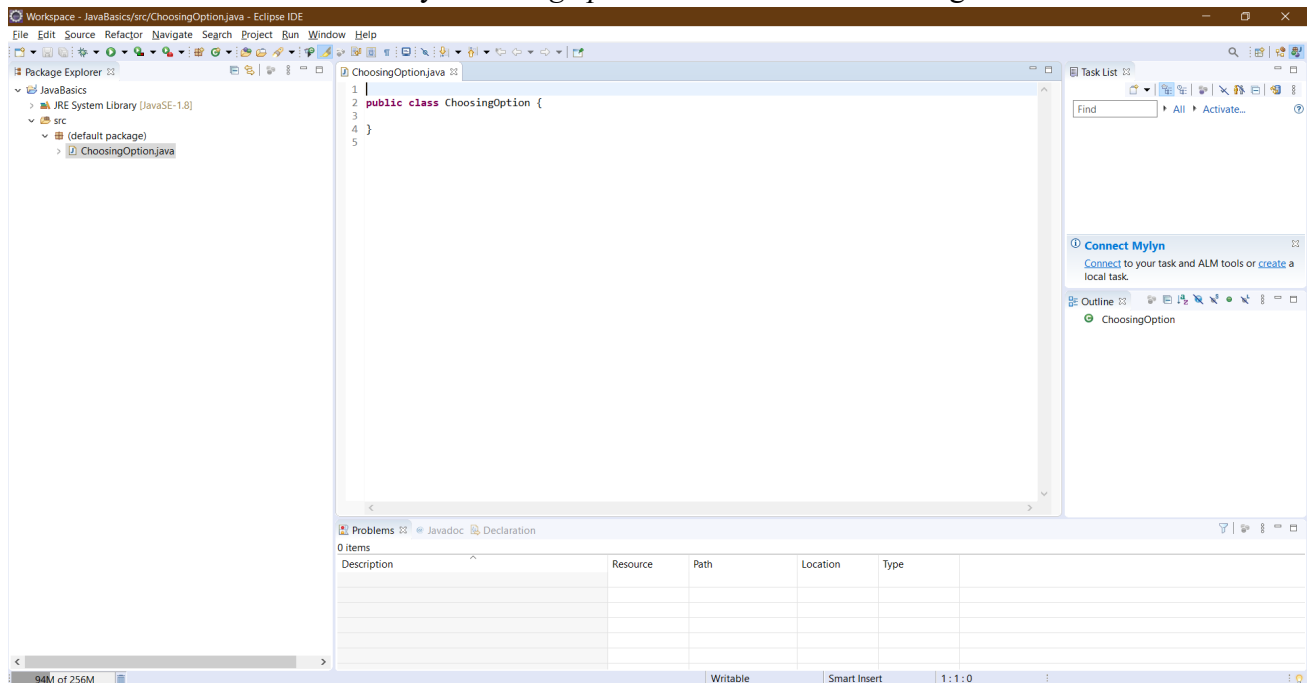 Workspace - JavaBasics/src/ChoosingOption.java - Eclipse IDE
File Edit Source Refactor Navigate Search Project Run Window Help
Package Explorer
JavaBasics
JRE System Library [JavaSE-1.8]
src
(default package)
ChoosingOption.java
ChoosingOption.java
1
2 public class ChoosingOption {
3
4 }
5
Task List
Find All Activate...
Connect Mylyn
Connect to your task and ALM tools or create a
local task.
Outline
ChoosingOption
Problems Javadoc Declaration
0 items
Description Resource Path Location Type
94M of 256M Writable Smart Insert 1 : 1 : 0